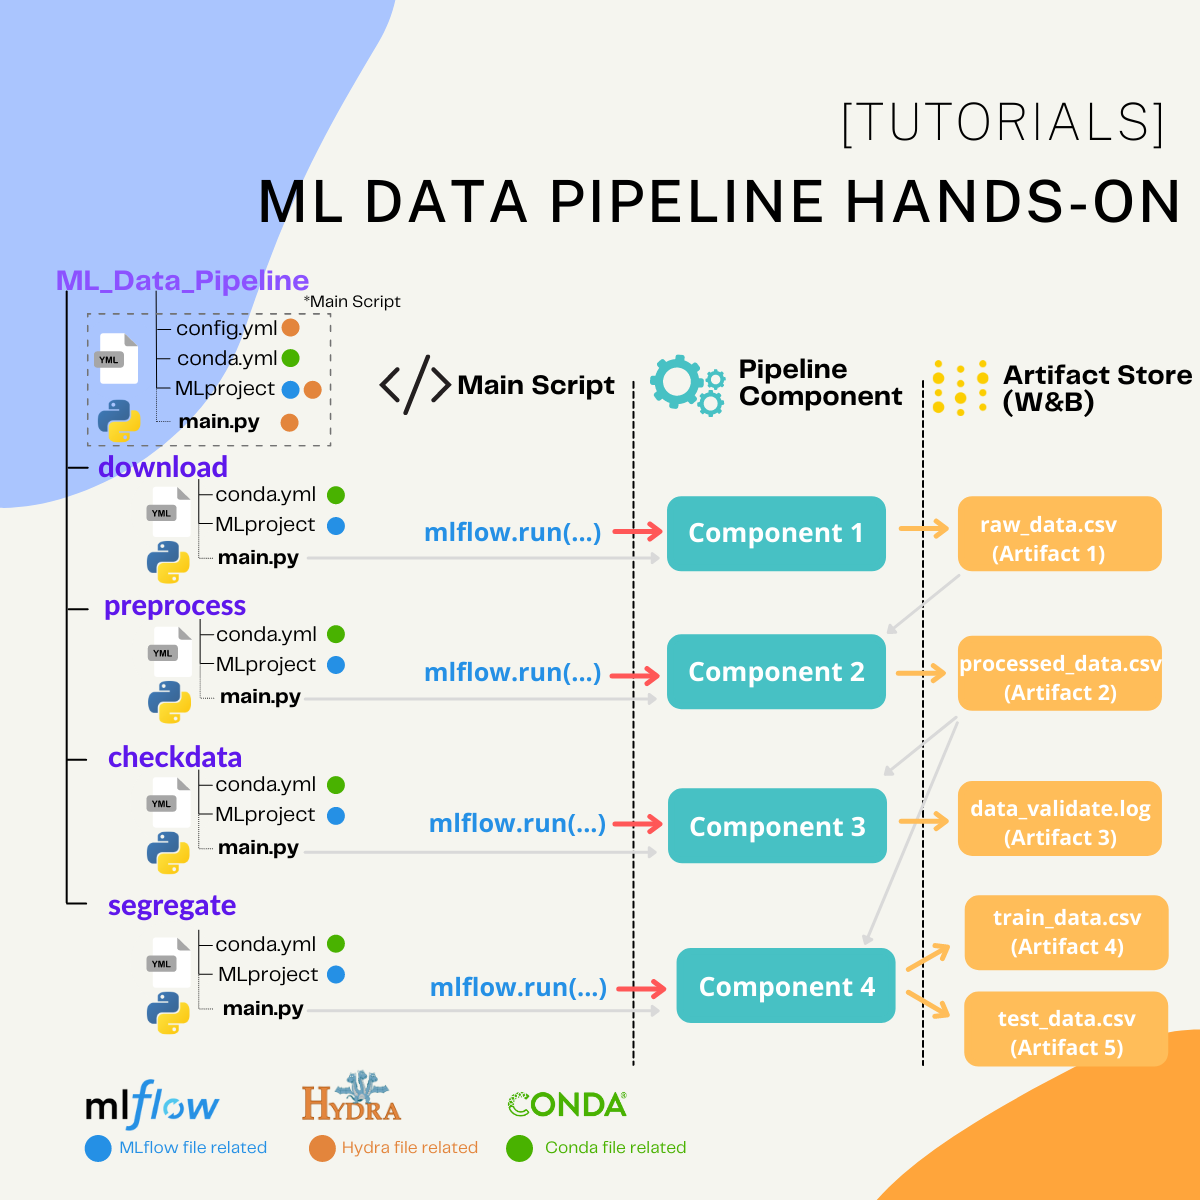 [TUTORIALS]
ML DATA PIPELINE HANDS-ON
ML_Data_Pipeline
*Main Script
config.yml
conda.yml
YML
MLproject
main.py
Main Script
Pipeline
Component
Artifact Store
(W&B)
download
conda.yml
YML
MLproject
main.py
mlflow.run(...)
Component 1
raw_data.csv
(Artifact 1)
preprocess
conda.yml
YML
MLproject
main.py
mlflow.run(...)
Component 2
processed_data.csv
(Artifact 2)
checkdata
conda.yml
YML
MLproject
main.py
mlflow.run(...)
Component 3
data_validate.log
(Artifact 3)
segregate
conda.yml
YML
MLproject
main.py
mlflow.run(...)
Component 4
train_data.csv
(Artifact 4)
test_data.csv
(Artifact 5)
mlflow
HYDRA
CONDA®
MLflow file related
Hydra file related
Conda file related